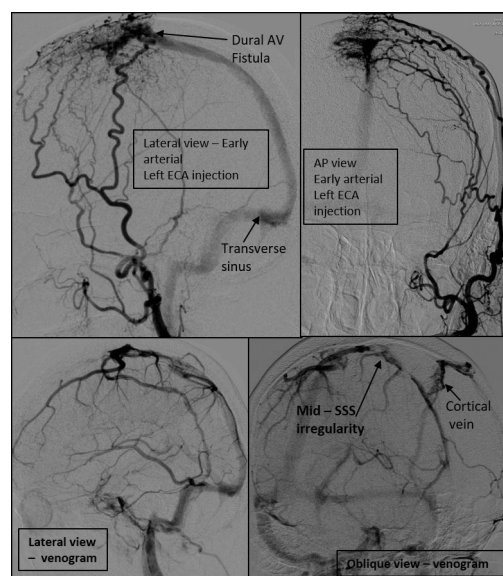 Dural AV
Fistula
Lateral view – Early
arterial
Left ECA injection
Transverse
sinus
AP view
Early arterial
Left ECA
injection
Mid – SSS
irregularity
Cortical
vein
Lateral view
– venogram
Oblique view – venogram